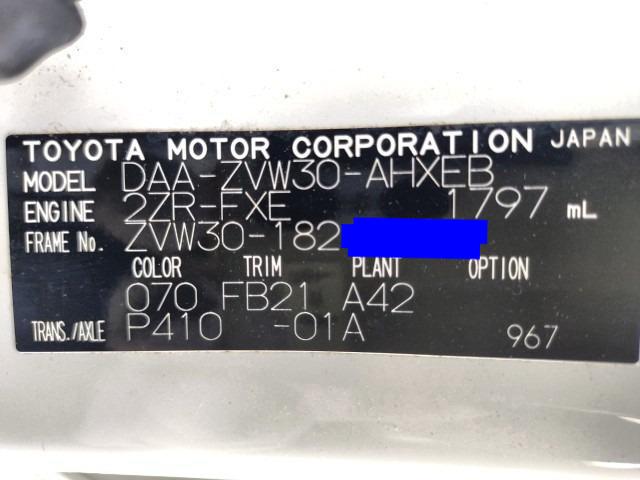 TOYOTA MOTOR CORPORATION JAPAN
MODEL DAA-ZVW30-AHXEB
ENGINE 2ZR-FXE 1797 mL
FRAME No. ZVW30-182
COLOR TRIM PLANT OPTION
070 FB21 A42
TRANS./AXLE P410 -01A 967